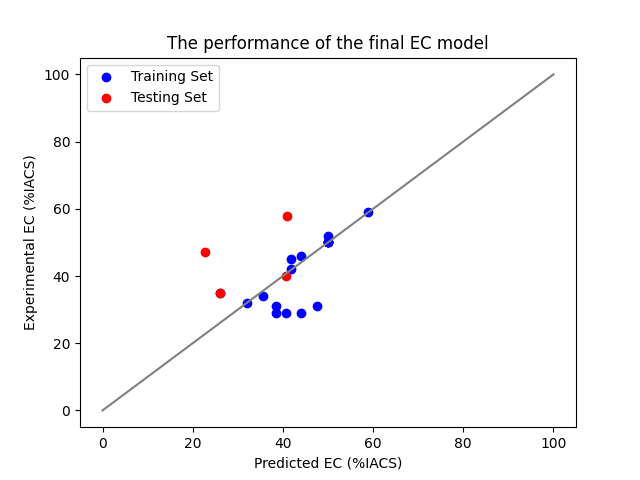 The performance of the final EC model
Training Set
Testing Set
100
80
60
40
20
0
Experimental EC (%IACS)
0 20 40 60 80 100
Predicted EC (%IACS)